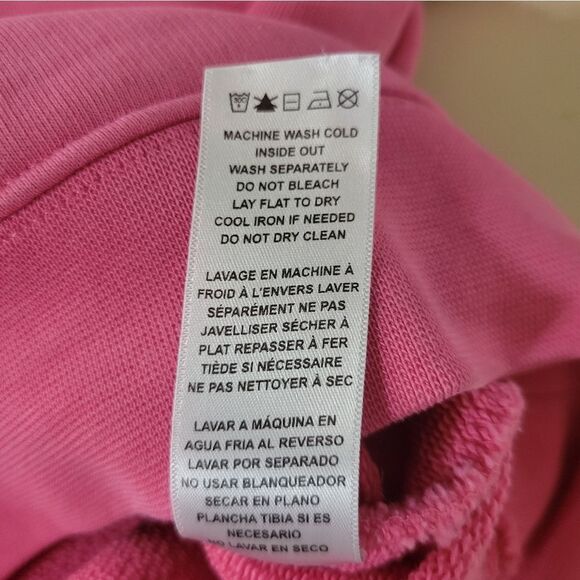 MACHINE WASH COLD
INSIDE OUT
WASH SEPARATELY
DO NOT BLEACH
LAY FLAT TO DRY
COOL IRON IF NEEDED
DO NOT DRY CLEAN
LAVAGE EN MACHINE À
FROID À L'ENVERS LAVER
SÉPARÉMENT NE PAS
JAVELLISER SÉCHER À
PLAT REPASSER À FER
TIÈDE SI NÉCESSAIRE
NE PAS NETTOYER À SEC
LAVAR A MÁQUINA EN
AGUA FRIA AL REVERSO
LAVAR POR SEPARADO
NO USAR BLANQUEADOR
SECAR EN PLANO
PLANCHA TIBIA SI ES
NECESARIO
NO LAVAR EN SECO